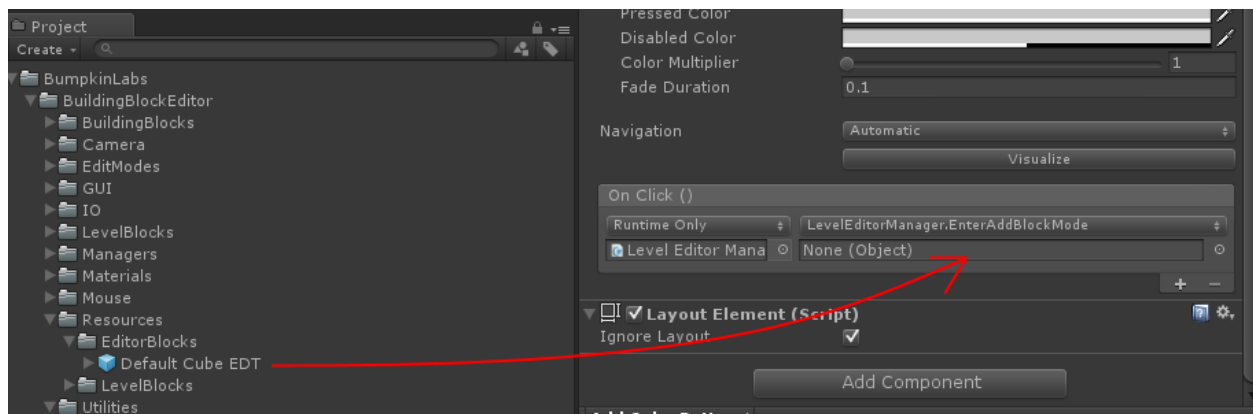 Project
Create
BumpkinLabs
BuildingBlockEditor
BuildingBlocks
Camera
EditModes
GUI
IO
LevelBlocks
Managers
Materials
Mouse
Resources
EditorBlocks
Default Cube EDT
LevelBlocks
Utilities
Pressed Color
Disabled Color
Color Multiplier 1
Fade Duration 0.1
Navigation Automatic
Visualize
On Click ()
Runtime Only LevelEditorManager.EnterAddBlockMode
Level Editor Mana None (Object)
+ −
Layout Element (Script)
Ignore Layout
Add Component